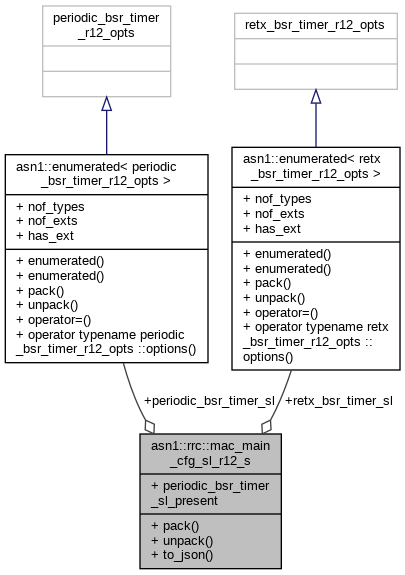 periodic_bsr_timer
_r12_opts
retx_bsr_timer_r12_opts
asn1::enumerated< periodic
_bsr_timer_r12_opts >
+ nof_types
+ nof_exts
+ has_ext
+ enumerated()
+ enumerated()
+ pack()
+ unpack()
+ operator=()
+ operator typename periodic
_bsr_timer_r12_opts ::options()
asn1::enumerated< retx
_bsr_timer_r12_opts >
+ nof_types
+ nof_exts
+ has_ext
+ enumerated()
+ enumerated()
+ pack()
+ unpack()
+ operator=()
+ operator typename retx
_bsr_timer_r12_opts ::
options()
+periodic_bsr_timer_sl
+retx_bsr_timer_sl
asn1::rrc::mac_main
_cfg_sl_r12_s
+ periodic_bsr_timer
_sl_present
+ pack()
+ unpack()
+ to_json()